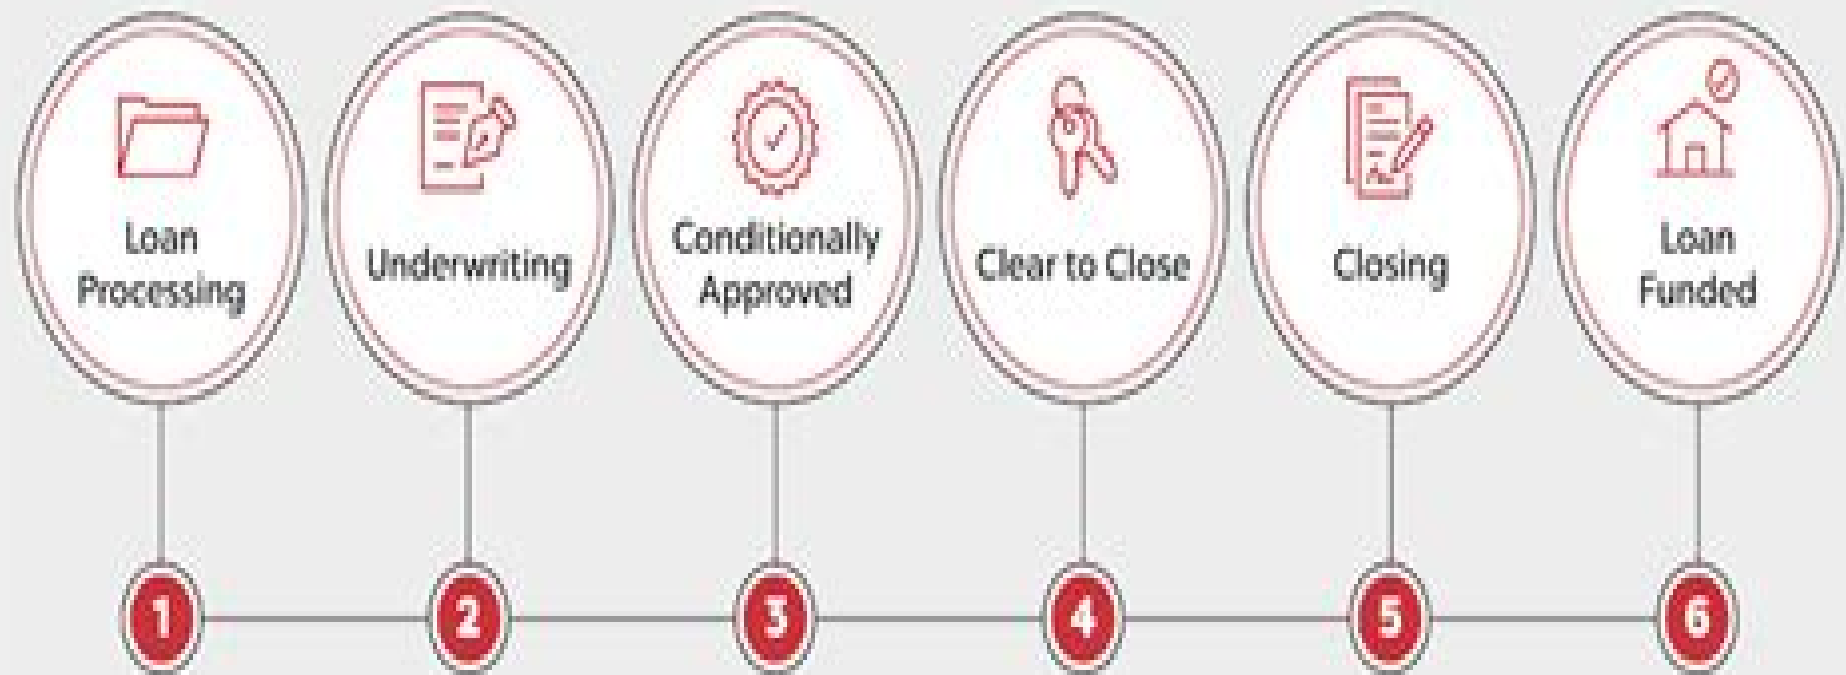 Loan
Processing
Underwriting
Conditionally
Approved
Clear to Close
Closing
Loan
Funded
1
2
3
4
5
6